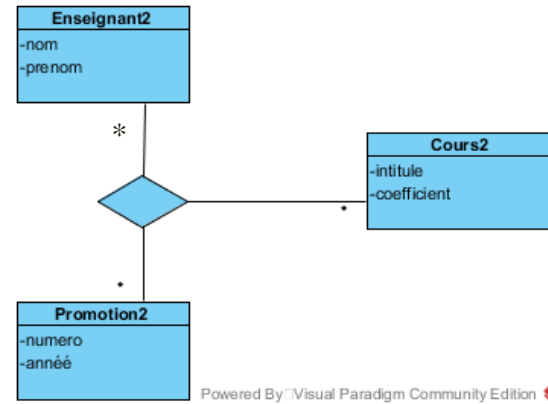 Enseignant2
-nom
-prenom
*
Cours2
-intitule
-coefficient
*
*
Promotion2
-numero
-annéé
Powered By Visual Paradigm Community Edition